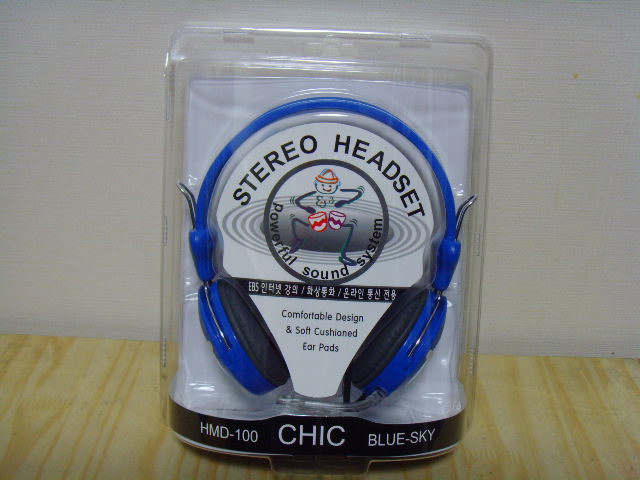 STEREO HEADSET
Powerful sound system
EBS 인터넷 강의 / 화상통화 / 온라인 통신 전용
Comfortable Design
& Soft Cushioned
Ear Pads
HMD-100 CHIC BLUE-SKY